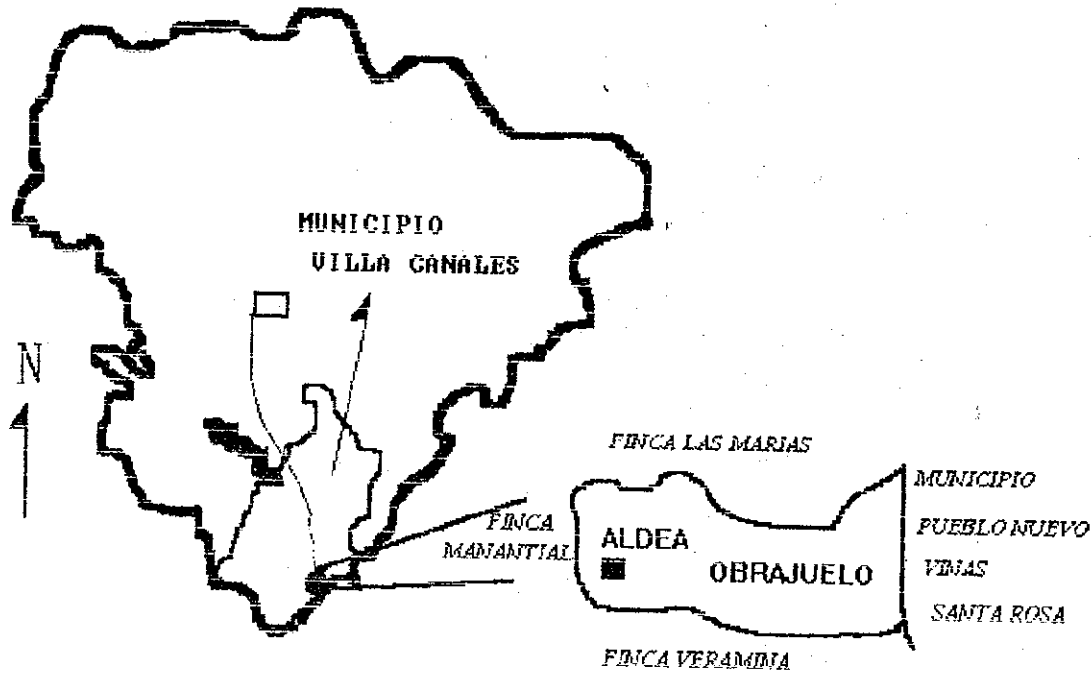 MUNICIPIO
VILLA CANALES
N
FINCA LAS MARIAS
MUNICIPIO
FINCA
MANANTIAL
PUEBLO NUEVO
ALDEA
OBRAJUELO
VINAS
SANTA ROSA
FINCA VERAMINA